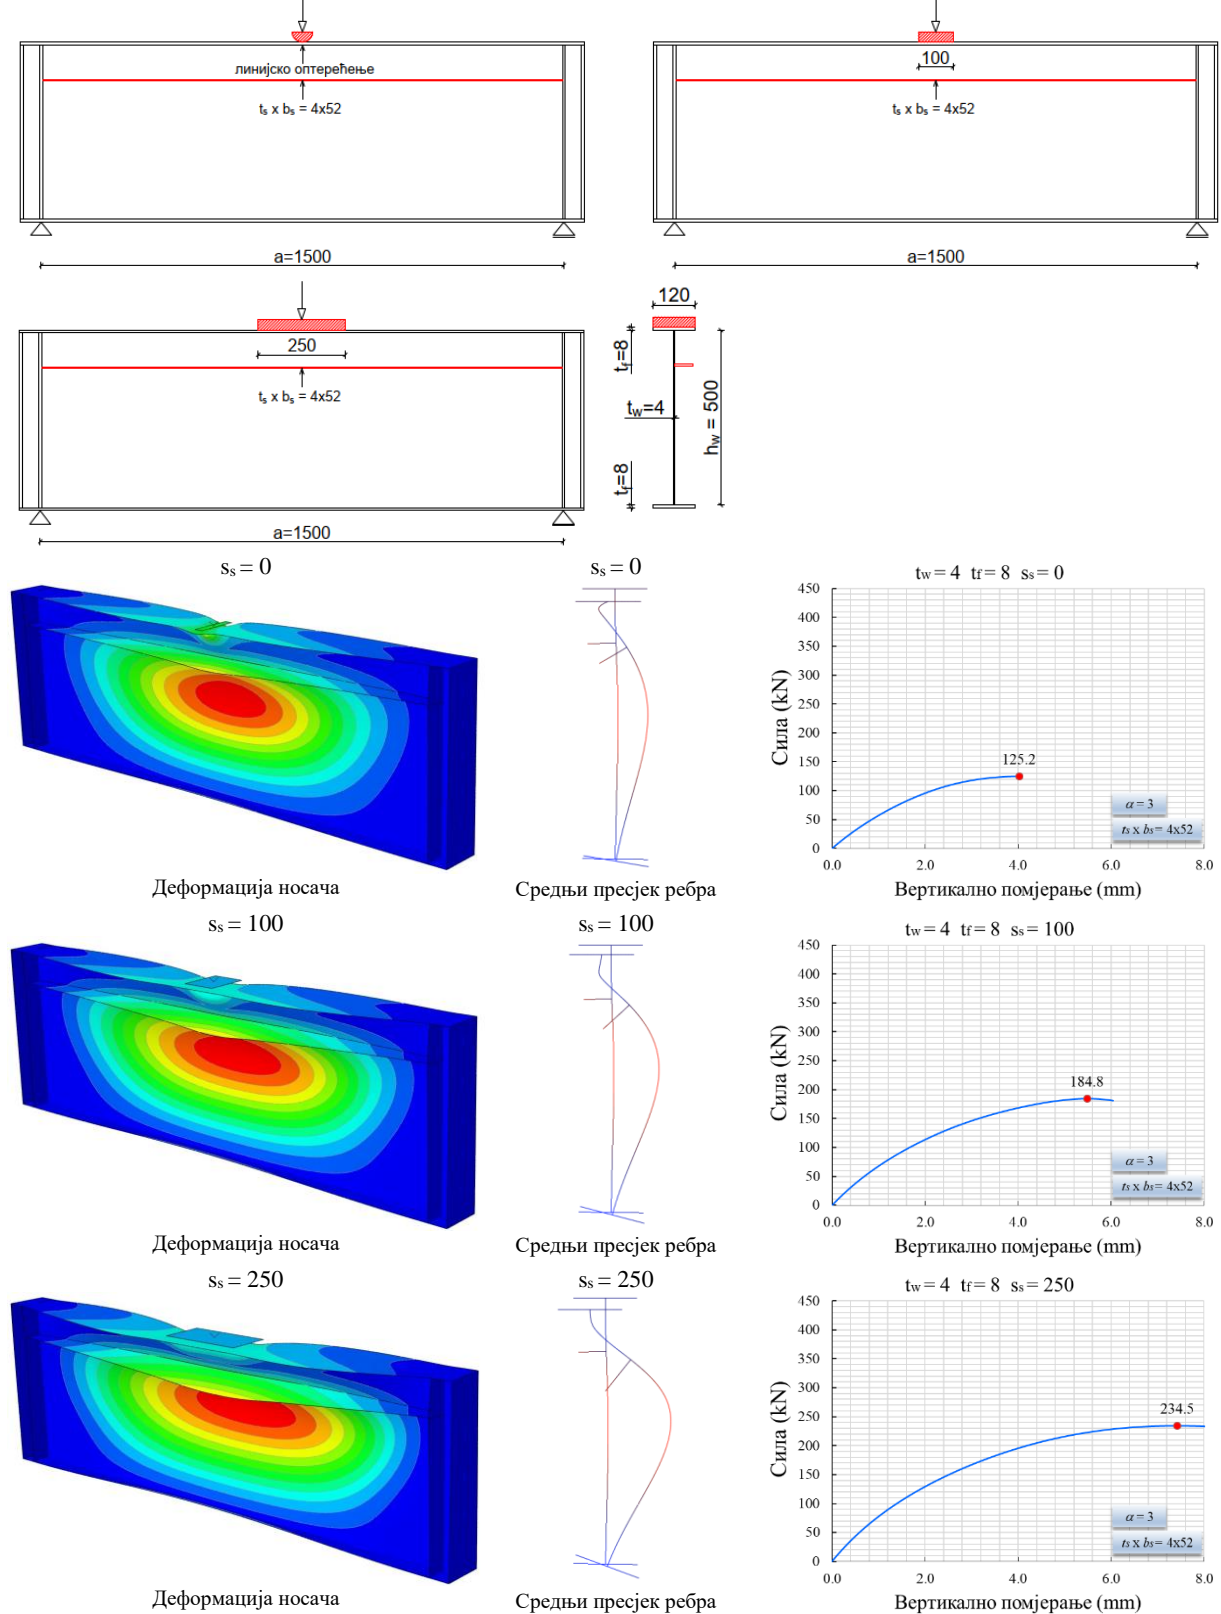 линијско оптерећење
ts x bs = 4x52
a=1500
100
ts x bs = 4x52
a=1500
250
ts x bs = 4x52
a=1500
120
tf=8
tw=4
hw = 500
tf=8
ss = 0
ss = 0
tw = 4 tf = 8 ss = 0
Сила (kN)
450
400
350
300
250
200
150
100
50
0
125.2
α = 3
ts x bs = 4x52
0.0 2.0 4.0 6.0 8.0
Вертикално помјерање (mm)
Деформација носача
Средњи пресјек ребра
ss = 100
ss = 100
tw = 4 tf = 8 ss = 100
Сила (kN)
450
400
350
300
250
200
150
100
50
0
184.8
α = 3
ts x bs = 4x52
0.0 2.0 4.0 6.0 8.0
Вертикално помјерање (mm)
Деформација носача
Средњи пресјек ребра
ss = 250
ss = 250
tw = 4 tf = 8 ss = 250
Сила (kN)
450
400
350
300
250
200
150
100
50
0
234.5
α = 3
ts x bs = 4x52
0.0 2.0 4.0 6.0 8.0
Вертикално помјерање (mm)
Деформација носача
Средњи пресјек ребра